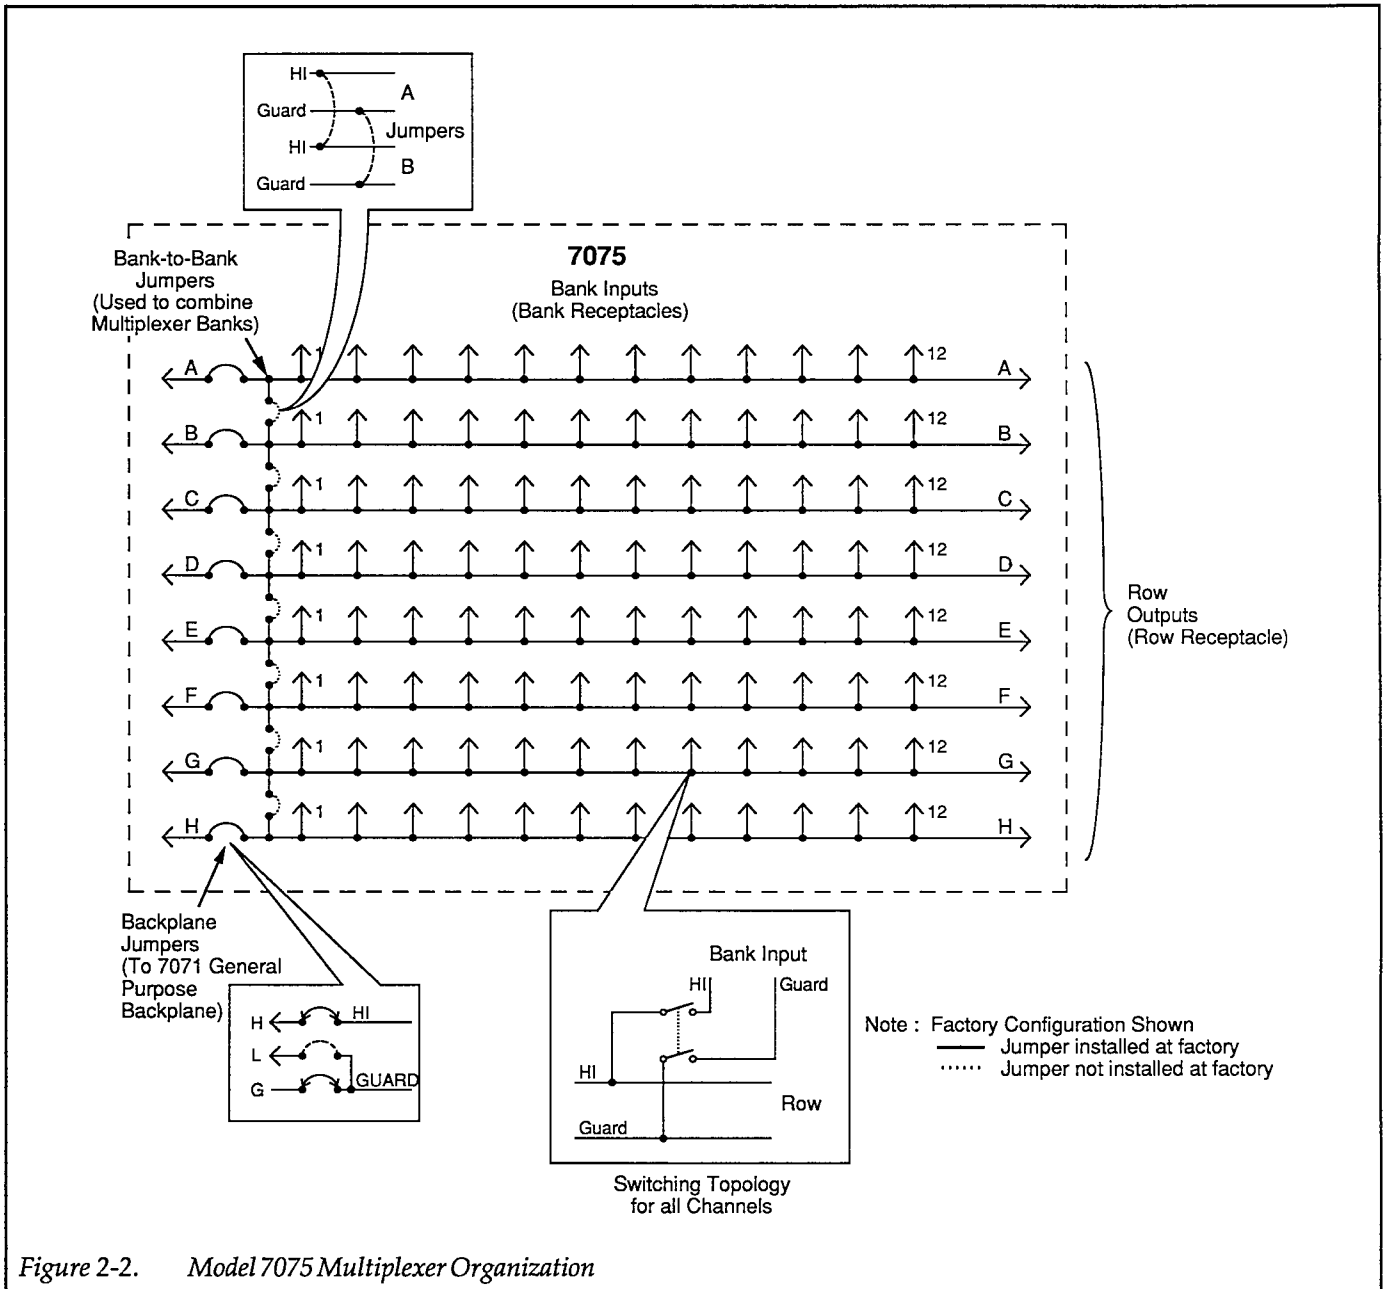 HI
A
Guard
Jumpers
HI
B
Guard
Bank-to-Bank
Jumpers
(Used to combine
Multiplexer Banks)
7075
Bank Inputs
(Bank Receptacles)
A 1 12 A
B 1 12 B
C 1 12 C
D 1 12 D
E 1 12 E
F 1 12 F
G 1 12 G
H 1 12 H
Row
Outputs
(Row Receptacle)
Backplane
Jumpers
(To 7071 General
Purpose
Backplane)
H HI
L
G GUARD
Bank Input
HI Guard
HI
Row
Guard
Switching Topology
for all Channels
Note : Factory Configuration Shown
Jumper installed at factory
Jumper not installed at factory
Figure 2-2. Model 7075 Multiplexer Organization